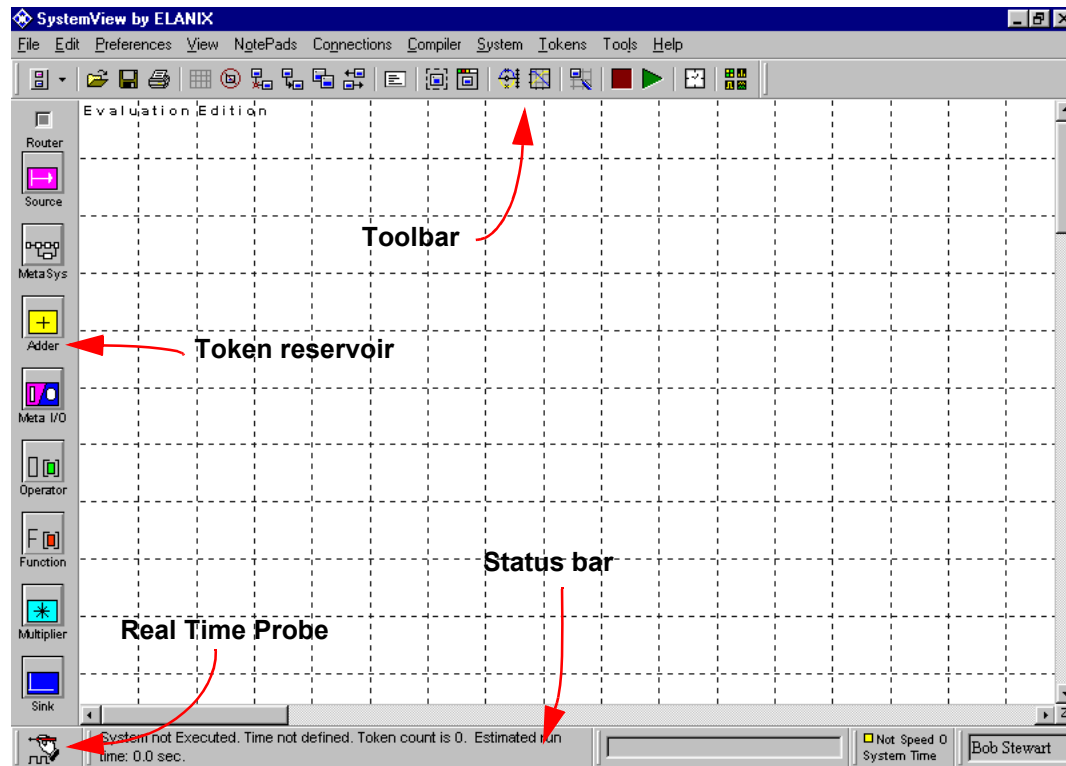 SystemView by ELANIX
File Edit Preferences View NotePads Connections Compiler System Tokens Tools Help
Evaluation Edition
Router
Source
Toolbar
MetaSys
Adder
Token reservoir
Meta I/O
Operator
Function
Status bar
Multiplier
Real Time Probe
Sink
System not Executed. Time not defined. Token count is 0. Estimated run
time: 0.0 sec.
Not Speed O
System Time
Bob Stewart